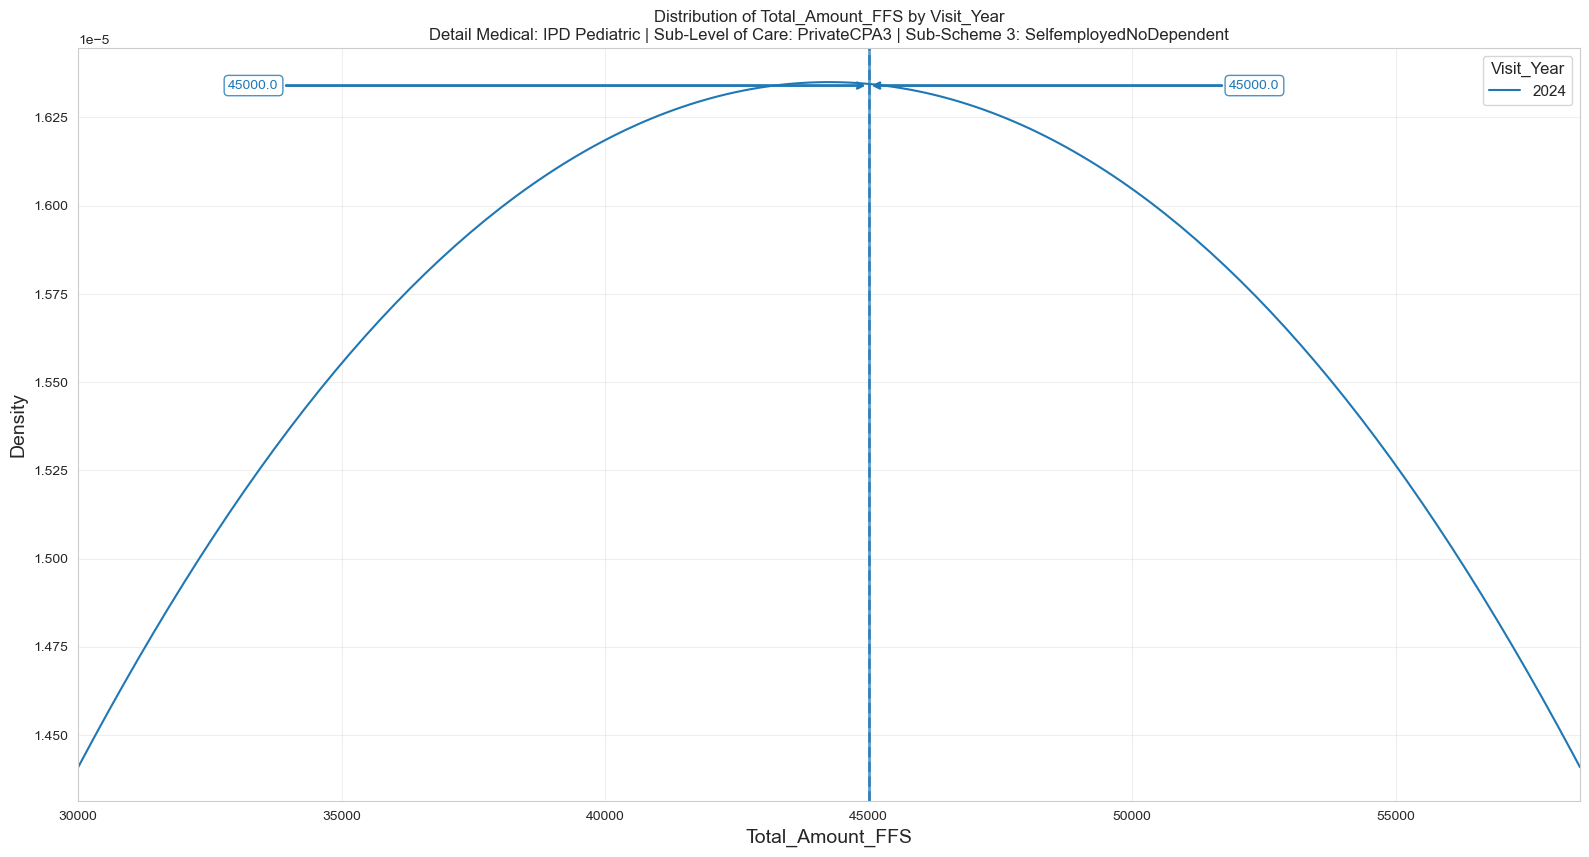 Distribution of Total_Amount_FFS by Visit_Year
Detail Medical: IPD Pediatric | Sub-Level of Care: PrivateCPA3 | Sub-Scheme 3: SelfemployedNoDependent
1e−5
45000.0
45000.0
Visit_Year
2024
1.625
1.600
1.575
1.550
1.525
1.500
1.475
1.450
Density
30000
35000
40000
45000
50000
55000
Total_Amount_FFS